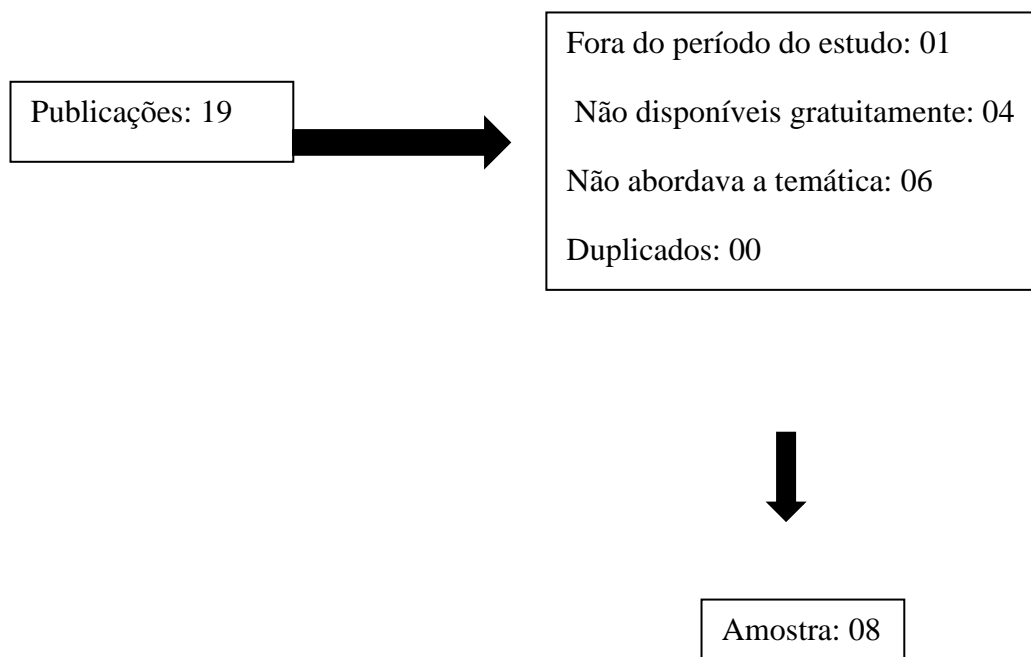 Publicações: 19
Fora do período do estudo: 01
Não disponíveis gratuitamente: 04
Não abordava a temática: 06
Duplicados: 00
Amostra: 08